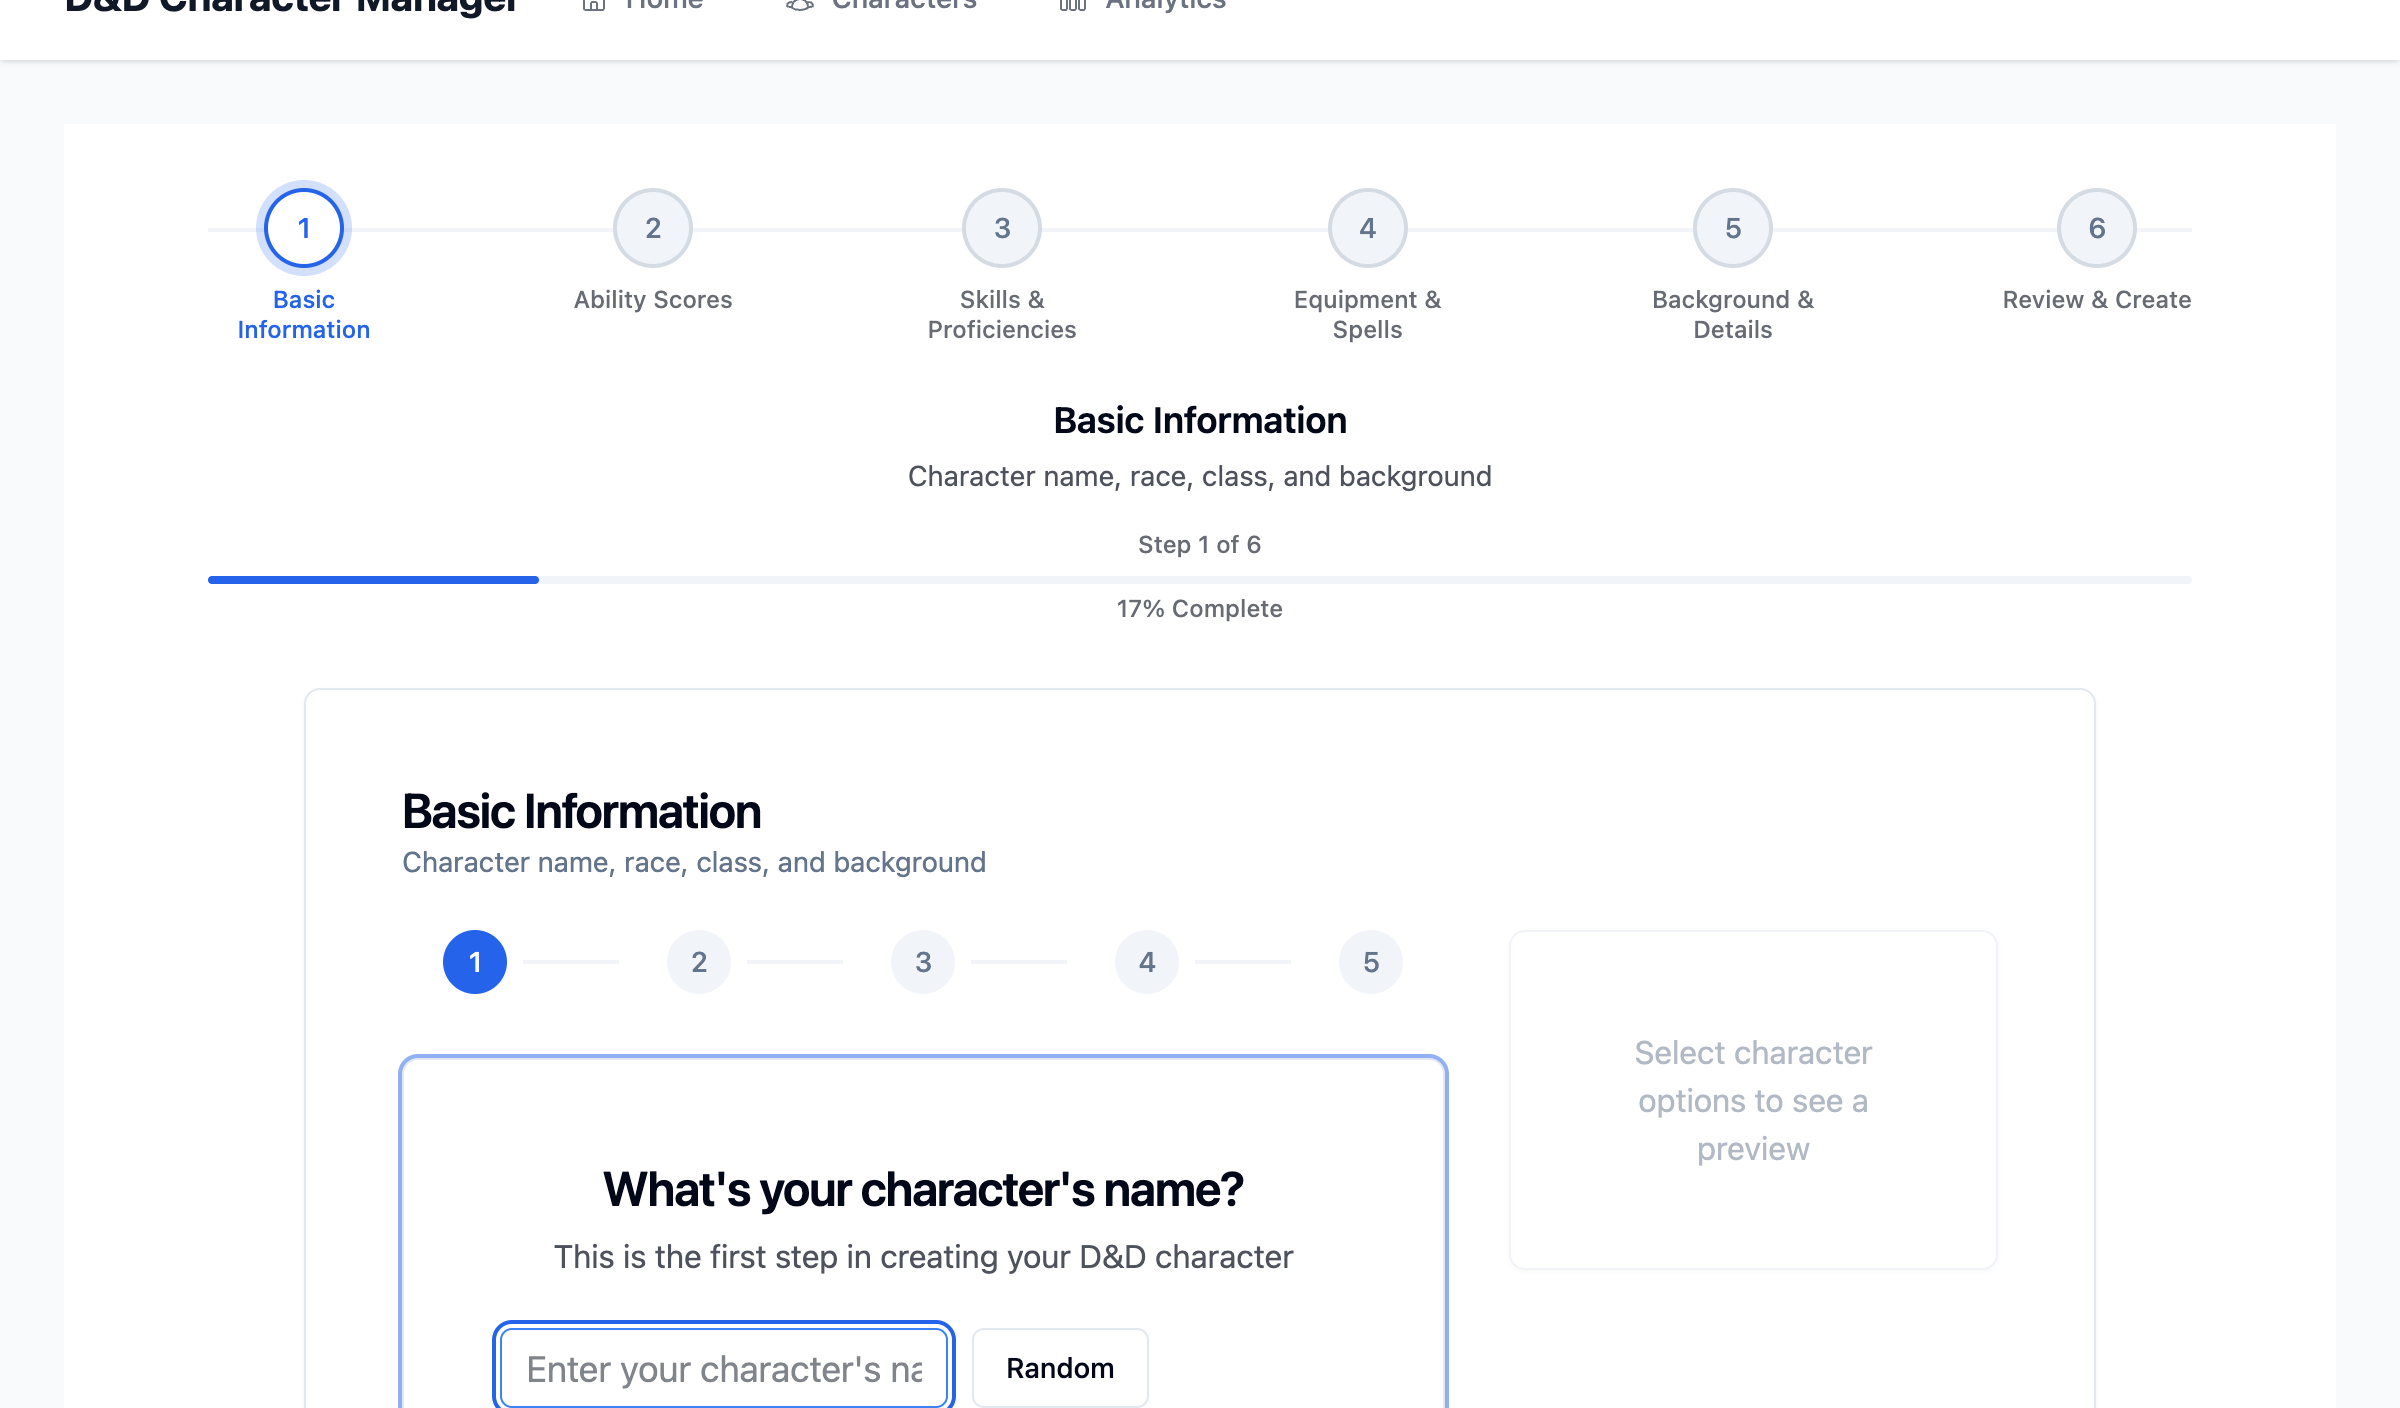 D&D Character Manager
Home
Characters
Analytics
1
2
3
4
5
6
Basic
Information
Ability Scores
Skills &
Proficiencies
Equipment &
Spells
Background &
Details
Review & Create
Basic Information
Character name, race, class, and background
Step 1 of 6
17% Complete
Basic Information
Character name, race, class, and background
1
2
3
4
5
Select character
options to see a
preview
What's your character's name?
This is the first step in creating your D&D character
Enter your character's na
Random